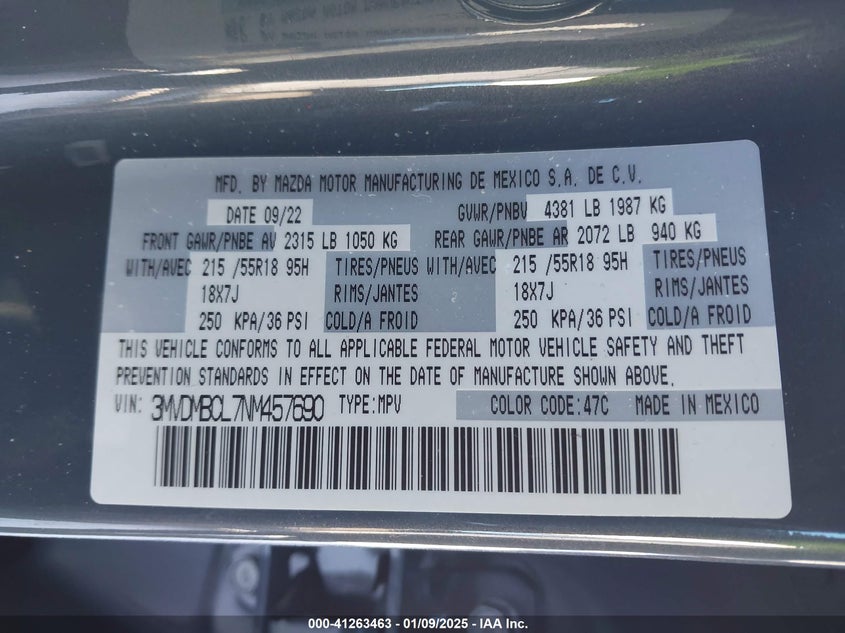 MFD. BY MAZDA MOTOR MANUFACTURING DE MEXICO S.A. DE C.V.
DATE 09/22 GVWR/PNBV 4381 LB 1987 KG
FRONT GAWR/PNBE AV 2315 LB 1050 KG REAR GAWR/PNBE AR 2072 LB 940 KG
WITH/AVEC 215 /55R18 95H TIRES/PNEUS WITH/AVEC 215 /55R18 95H TIRES/PNEUS
18X7J RIMS/JANTES 18X7J RIMS/JANTES
250 KPA/36 PSI COLD/A FROID 250 KPA/36 PSI COLD/A FROID
THIS VEHICLE CONFORMS TO ALL APPLICABLE FEDERAL MOTOR VEHICLE SAFETY AND THEFT
PREVENTION STANDARDS IN EFFECT ON THE DATE OF MANUFACTURE SHOWN ABOVE.
VIN: 3MVDMBCL7NM457690 TYPE:MPV COLOR CODE:47C MADE IN MEXICO
000-41263463 - 01/09/2025 - IAA Inc.